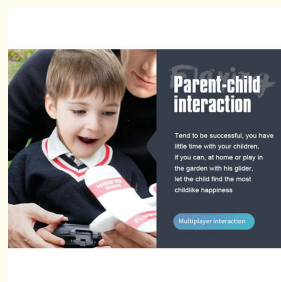 Flaxing
Parent-child
interaction
Tend to be successful, you have
little time with your children,
if you can, at home or play in
the garden with his glider,
let the child find the most
childlike happiness
Multiplayer interaction